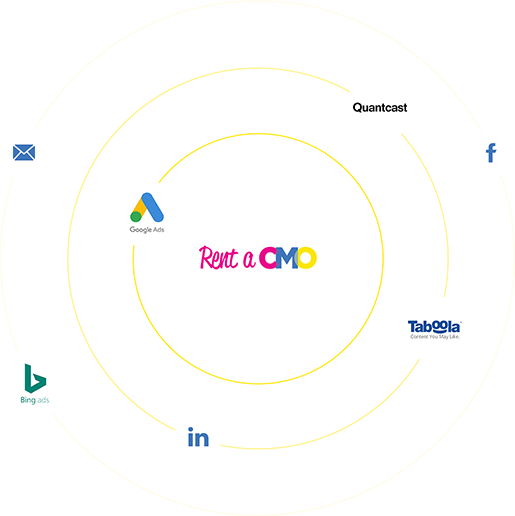 Quantcast
f
Google Ads
Rent a CMO
Taboola
Content You May Like.
Bing ads
in